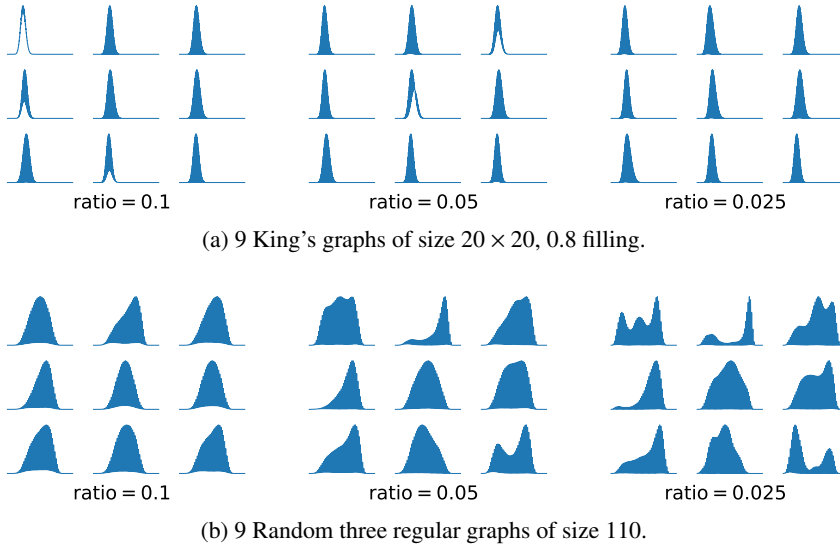 ratio = 0.1
ratio = 0.05
ratio = 0.025
(a) 9 King's graphs of size 20 × 20, 0.8 filling.
ratio = 0.1
ratio = 0.05
ratio = 0.025
(b) 9 Random three regular graphs of size 110.